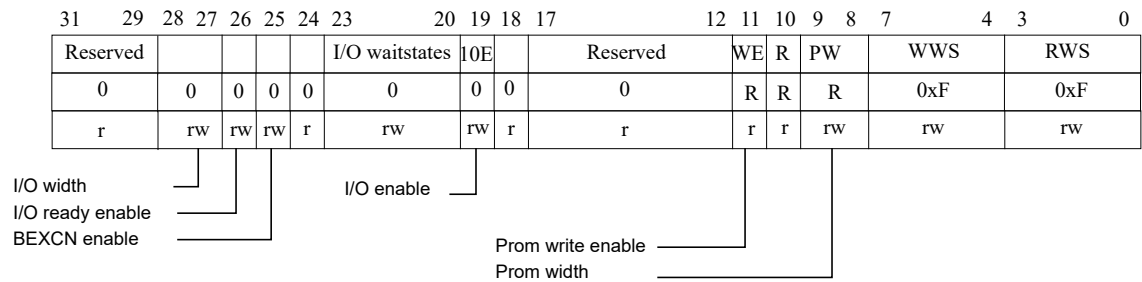 31 29 28 27 26 25 24 23 20 19 18 17 12 11 10 9 8 7 4 3 0
Reserved I/O waitstates 10E Reserved WE R PW WWS RWS
0 0 0 0 0 0 0 0 0 R R R 0xF 0xF
r rw rw rw r rw rw r r r r rw rw rw
I/O width
I/O enable
I/O ready enable
BEXCN enable
Prom write enable
Prom width